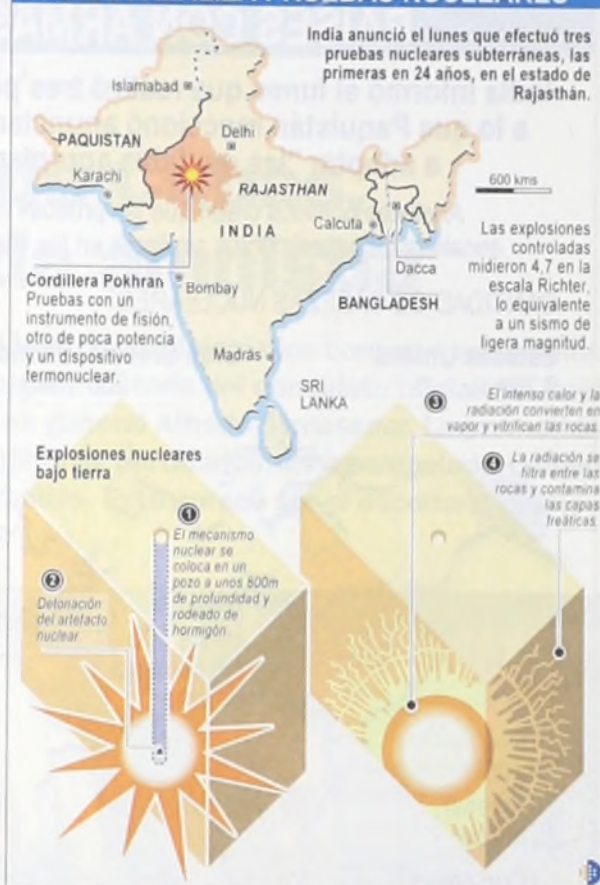 PRUEBAS NUCLEARES
India anunció el lunes que efectuó tres
pruebas nucleares subterráneas, las
primeras en 24 años, en el estado de
Rajasthán.
Islamabad
PAQUISTAN
Delhi
Karachi
RAJASTHAN
600 kms
INDIA
Calcuta
Dacca
Las explosiones
controladas
midieron 4,7 en la
escala Richter,
lo equivalente
a un sismo de
ligera magnitud.
Cordillera Pokhran
Pruebas con un
instrumento de fisión,
otro de poca potencia
y un dispositivo
termonuclear.
Bombay
BANGLADESH
Madrás
SRI
LANKA
Explosiones nucleares
bajo tierra
1
El mecanismo
nuclear se
coloca en un
pozo a unos 800m
de profundidad y
rodeado de
hormigón.
2
Detonación
del artefacto
nuclear.
3
El intenso calor y la
radiación convierten en
vapor y vitrifican las rocas.
4
La radiación se
filtra entre las
rocas y contamina
las capas
freáticas.